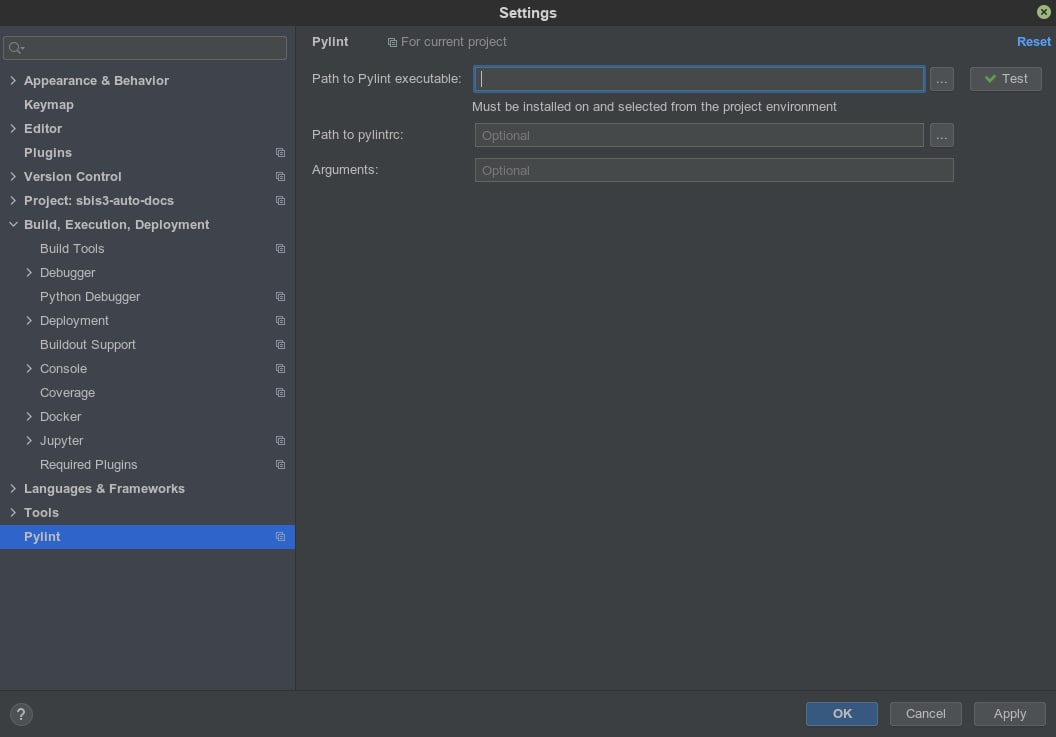 Settings
Appearance & Behavior
Keymap
Editor
Plugins
Version Control
Project: sbis3-auto-docs
Build, Execution, Deployment
Build Tools
Debugger
Python Debugger
Deployment
Buildout Support
Console
Coverage
Docker
Jupyter
Required Plugins
Languages & Frameworks
Tools
Pylint
Pylint For current project Reset
Path to Pylint executable: ... Test
Must be installed on and selected from the project environment
Path to pylintrc: Optional ...
Arguments: Optional
? OK Cancel Apply